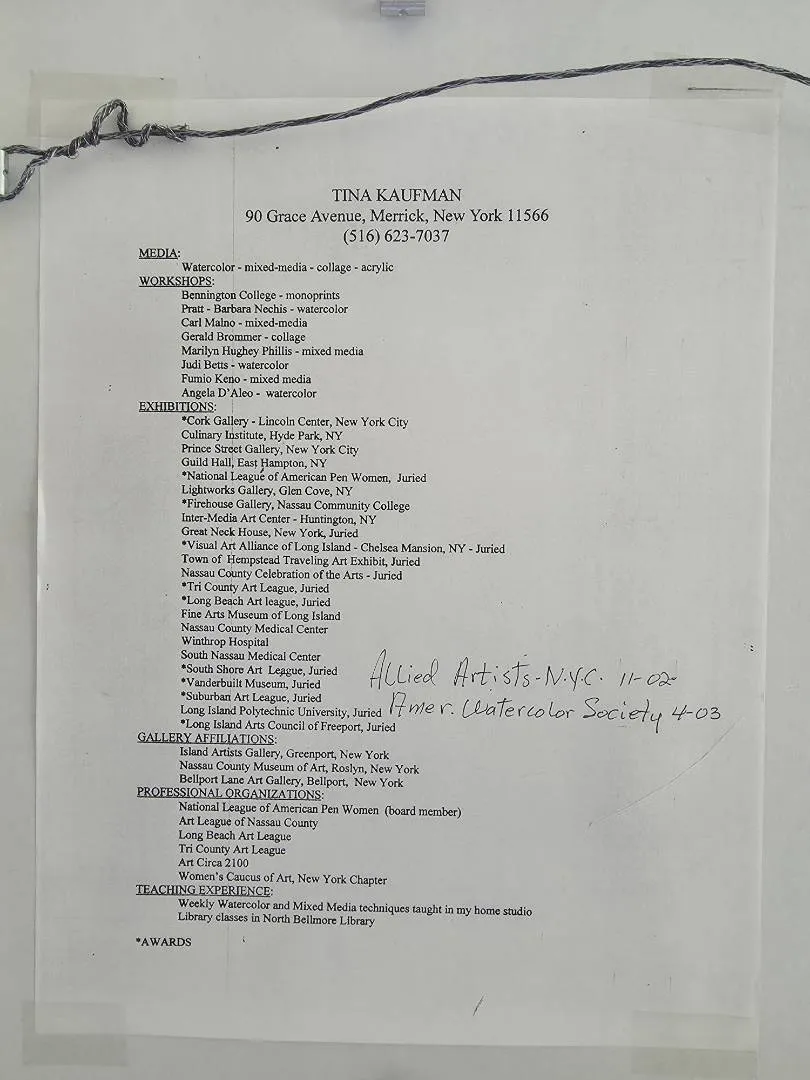 TINA KAUFMAN
90 Grace Avenue, Merrick, New York 11566
(516) 623-7037
MEDIA:
Watercolor - mixed-media - collage - acrylic
WORKSHOPS:
Bennington College - monoprints
Pratt - Barbara Nechis - watercolor
Carl Malno - mixed-media
Gerald Brommer - collage
Marilyn Hughey Phillis - mixed media
Judi Betts - watercolor
Fumio Keno - mixed media
Angela D'Aleo - watercolor
EXHIBITIONS:
*Cork Gallery - Lincoln Center, New York City
Culinary Institute, Hyde Park, NY
Prince Street Gallery, New York City
Guild Hall, East Hampton, NY
*National League of American Pen Women, Juried
Lightworks Gallery, Glen Cove, NY
*Firehouse Gallery, Nassau Community College
Inter-Media Art Center - Huntington, NY
Great Neck House, New York, Juried
*Visual Art Alliance of Long Island - Chelsea Mansion, NY - Juried
Town of Hempstead Traveling Art Exhibit, Juried
Nassau County Celebration of the Arts - Juried
*Tri County Art League, Juried
*Long Beach Art league, Juried
Fine Arts Museum of Long Island
Nassau County Medical Center
Winthrop Hospital
South Nassau Medical Center
*South Shore Art League, Juried
Allied Artists-N.Y.C. 11-02
*Vanderbuilt Museum, Juried
*Suburban Art League, Juried
Long Island Polytechnic University, Juried
Amer. Watercolor Society 4-03
*Long Island Arts Council of Freeport, Juried
GALLERY AFFILIATIONS:
Island Artists Gallery, Greenport, New York
Nassau County Museum of Art, Roslyn, New York
Bellport Lane Art Gallery, Bellport, New York
PROFESSIONAL ORGANIZATIONS:
National League of American Pen Women (board member)
Art League of Nassau County
Long Beach Art League
Tri County Art League
Art Circa 2100
Women's Caucus of Art, New York Chapter
TEACHING EXPERIENCE:
Weekly Watercolor and Mixed Media techniques taught in my home studio
Library classes in North Bellmore Library
*AWARDS